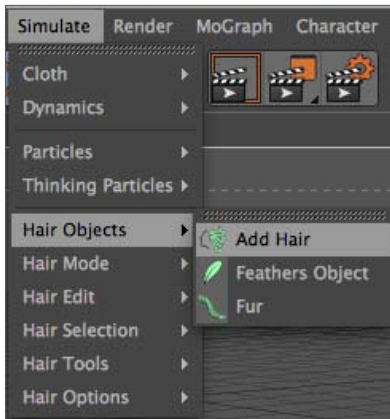 Simulate Render MoGraph Character
Cloth
Dynamics
Particles
Thinking Particles
Hair Objects
Add Hair
Hair Mode
Feathers Object
Hair Edit
Fur
Hair Selection
Hair Tools
Hair Options